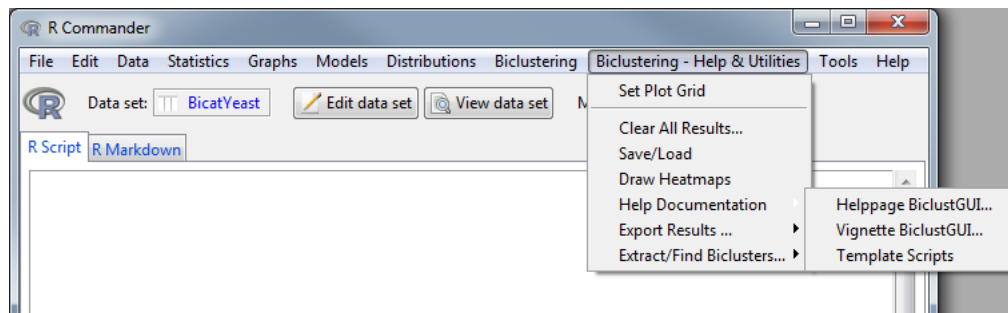 R Commander
File Edit Data Statistics Graphs Models Distributions Biclustering Biclustering - Help & Utilities Tools Help
R Data set: BicatYeast Edit data set View data set M
R Script R Markdown
Set Plot Grid
Clear All Results...
Save/Load
Draw Heatmaps
Help Documentation
Export Results ...
Extract/Find Biclusters...
Helppage BiclustGUI...
Vignette BiclustGUI...
Template Scripts